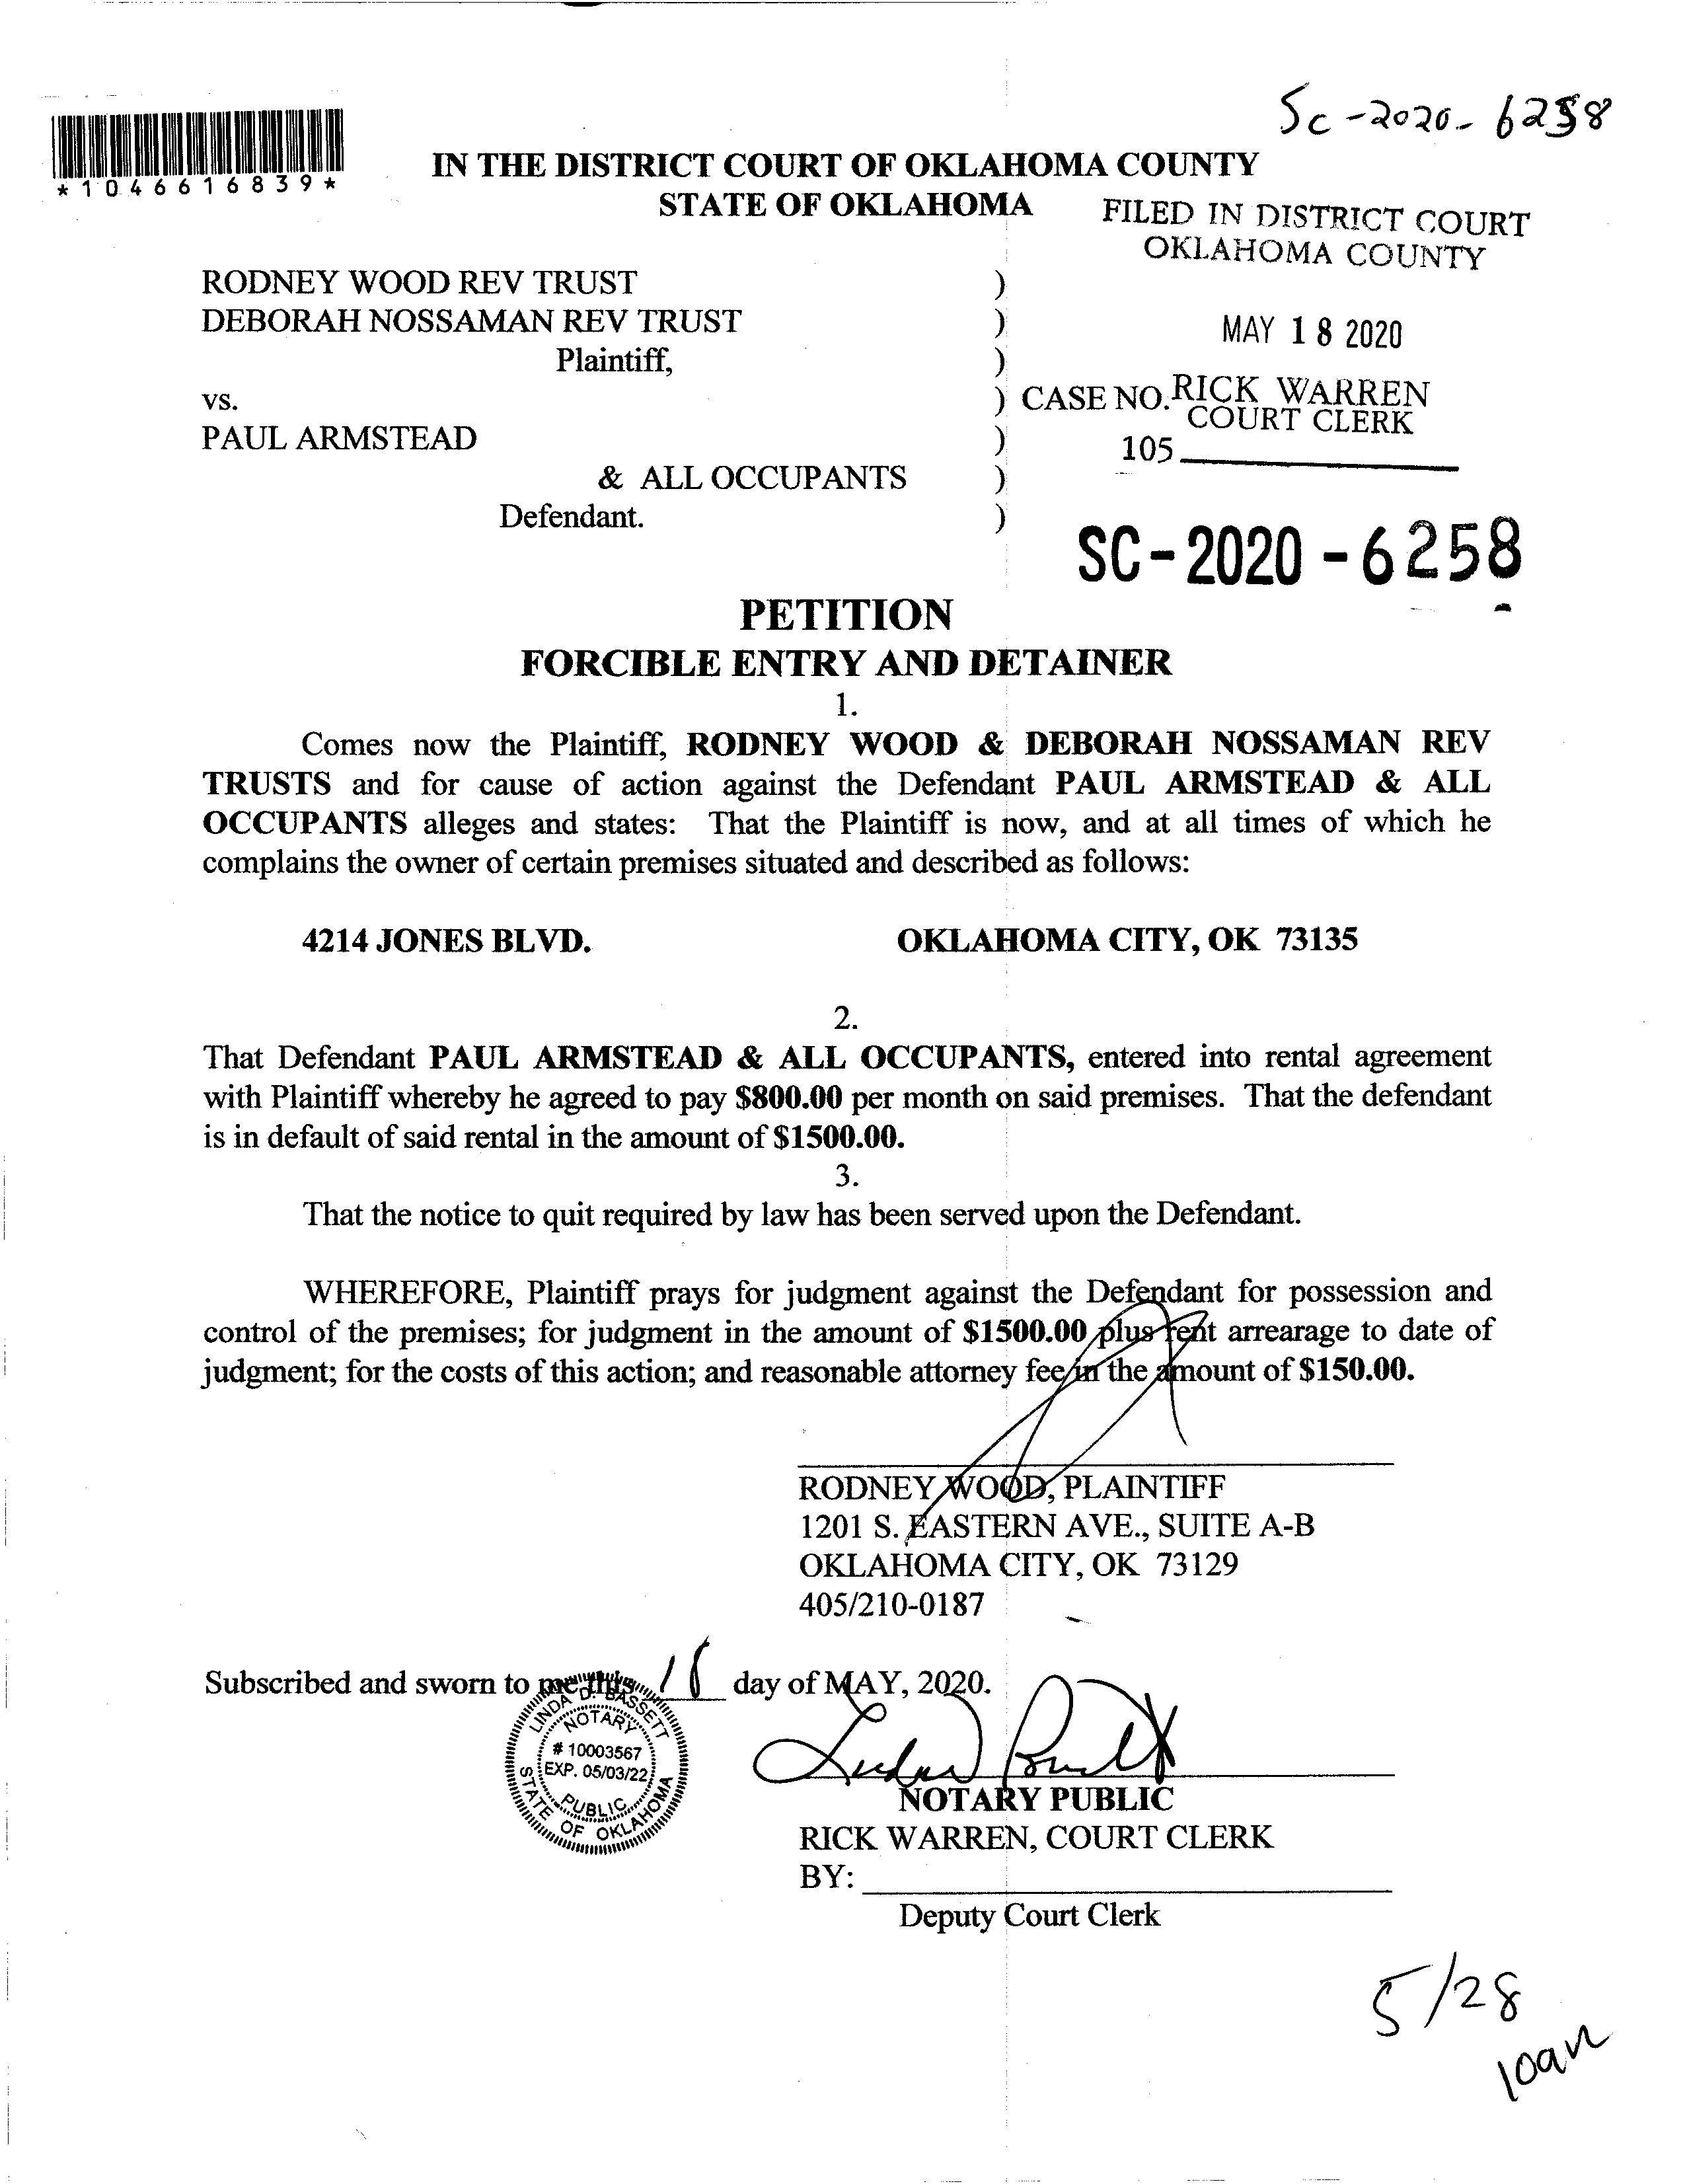 Sc-2020-6258
*1046616839*
IN THE DISTRICT COURT OF OKLAHOMA COUNTY
STATE OF OKLAHOMA
FILED IN DISTRICT COURT
OKLAHOMA COUNTY
RODNEY WOOD REV TRUST )
DEBORAH NOSSAMAN REV TRUST )
MAY 18 2020
Plaintiff, )
vs. ) CASE NO. RICK WARREN
COURT CLERK
PAUL ARMSTEAD )
105
& ALL OCCUPANTS )
Defendant. )
SC-2020-6258
PETITION
FORCIBLE ENTRY AND DETAINER
1.
Comes now the Plaintiff, RODNEY WOOD & DEBORAH NOSSAMAN REV
TRUSTS and for cause of action against the Defendant PAUL ARMSTEAD & ALL
OCCUPANTS alleges and states: That the Plaintiff is now, and at all times of which he
complains the owner of certain premises situated and described as follows:
4214 JONES BLVD. OKLAHOMA CITY, OK 73135
2.
That Defendant PAUL ARMSTEAD & ALL OCCUPANTS, entered into rental agreement
with Plaintiff whereby he agreed to pay $800.00 per month on said premises. That the defendant
is in default of said rental in the amount of $1500.00.
3.
That the notice to quit required by law has been served upon the Defendant.
WHEREFORE, Plaintiff prays for judgment against the Defendant for possession and
control of the premises; for judgment in the amount of $1500.00 plus rent arrearage to date of
judgment; for the costs of this action; and reasonable attorney fee in the amount of $150.00.
RODNEY WOOD, PLAINTIFF
1201 S. EASTERN AVE., SUITE A-B
OKLAHOMA CITY, OK 73129
405/210-0187
Subscribed and sworn to me this 18 day of MAY, 2020.
LINDA D. BASSETT
NOTARY
# 10003567
EXP. 05/03/22
PUBLIC
STATE OF OKLAHOMA
NOTARY PUBLIC
RICK WARREN, COURT CLERK
BY:
Deputy Court Clerk
5/28
10am